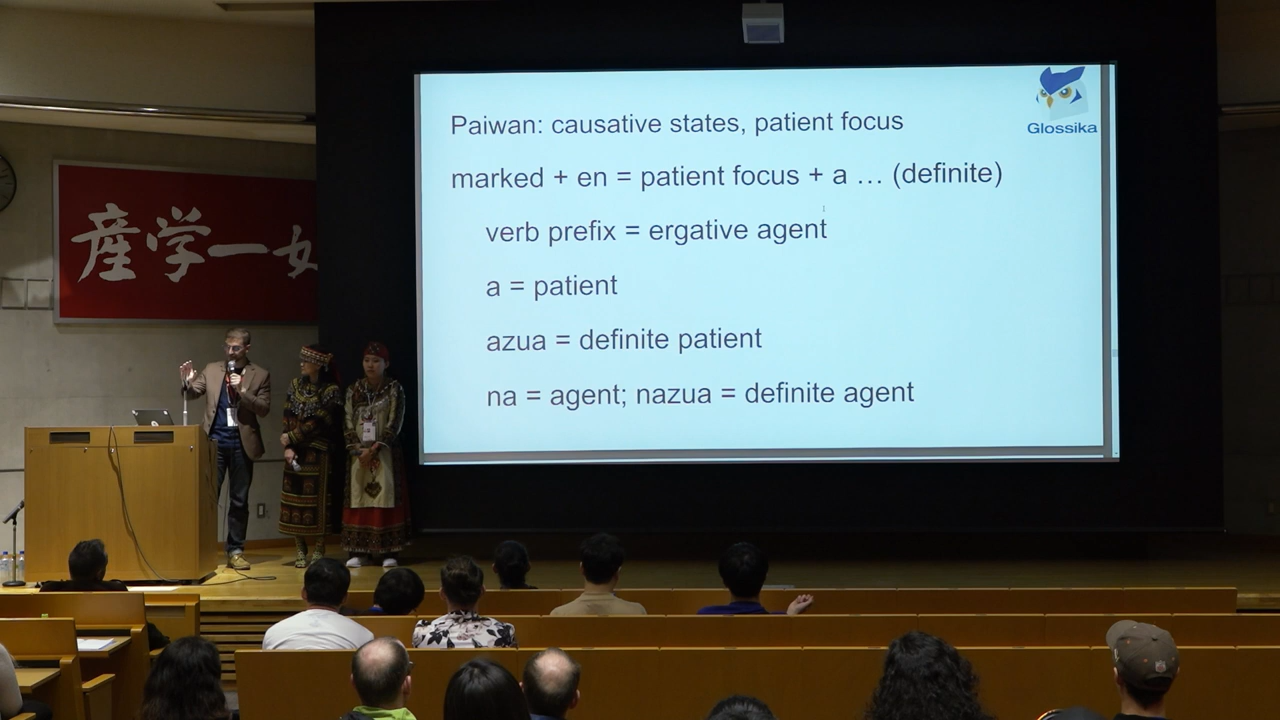 Glossika
Paiwan: causative states, patient focus
marked + en = patient focus + a … (definite)
verb prefix = ergative agent
a = patient
azua = definite patient
na = agent; nazua = definite agent
産学一如